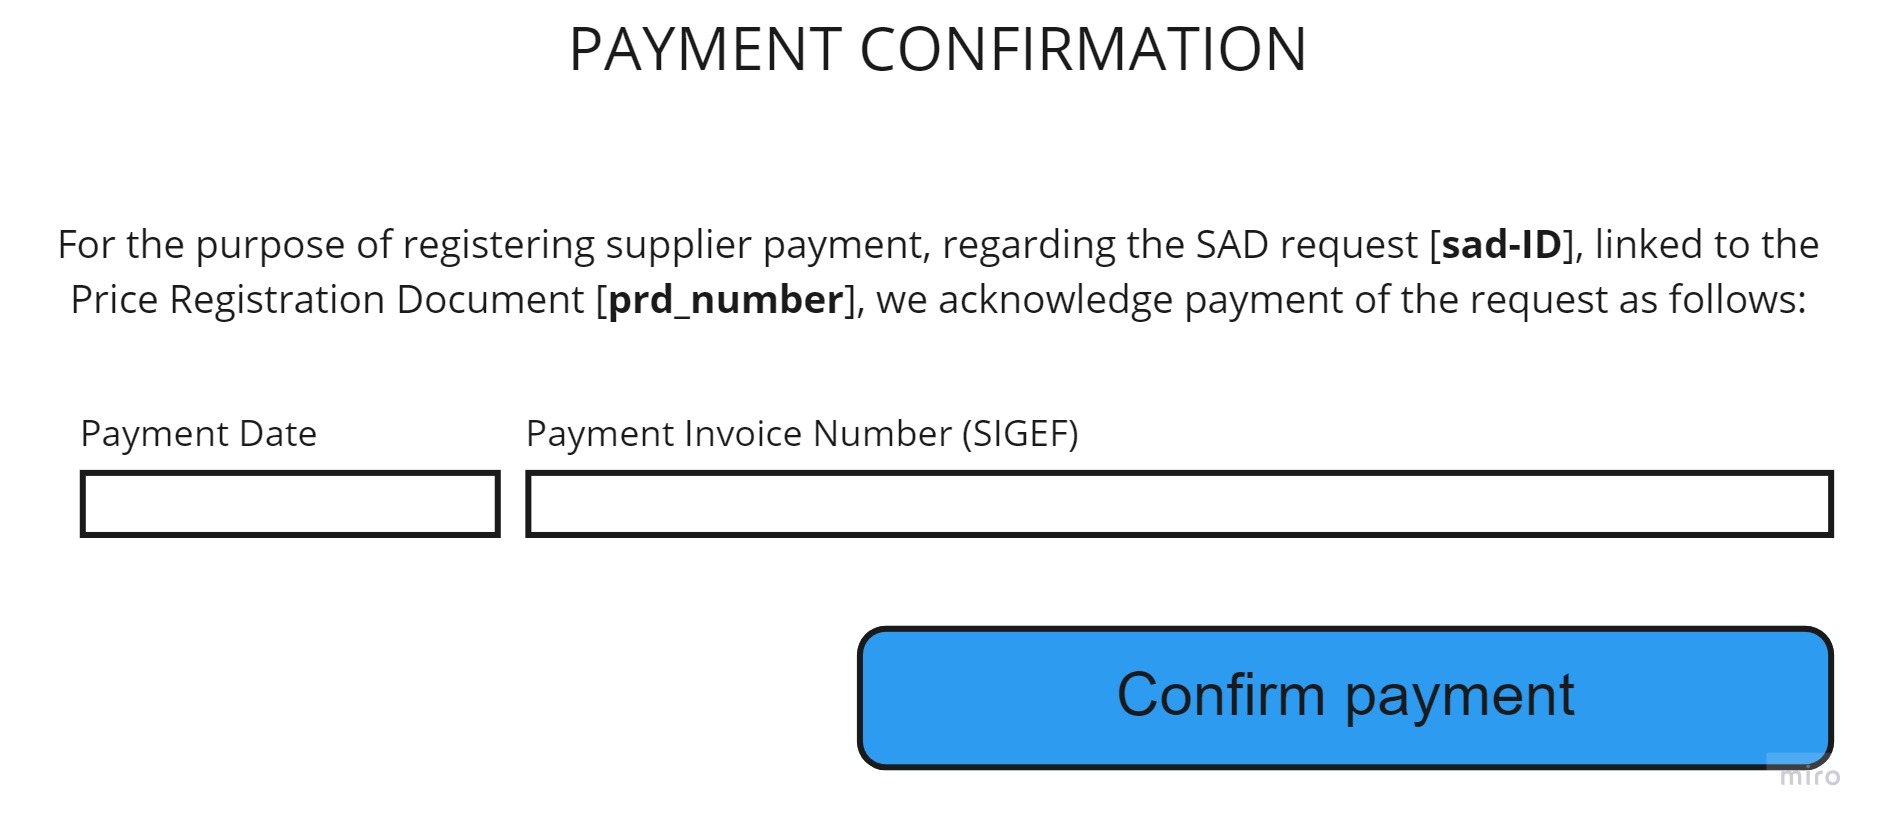 PAYMENT CONFIRMATION
For the purpose of registering supplier payment, regarding the SAD request [sad-ID], linked to the
Price Registration Document [prd_number], we acknowledge payment of the request as follows:
Payment Date
Payment Invoice Number (SIGEF)
Confirm payment
miro